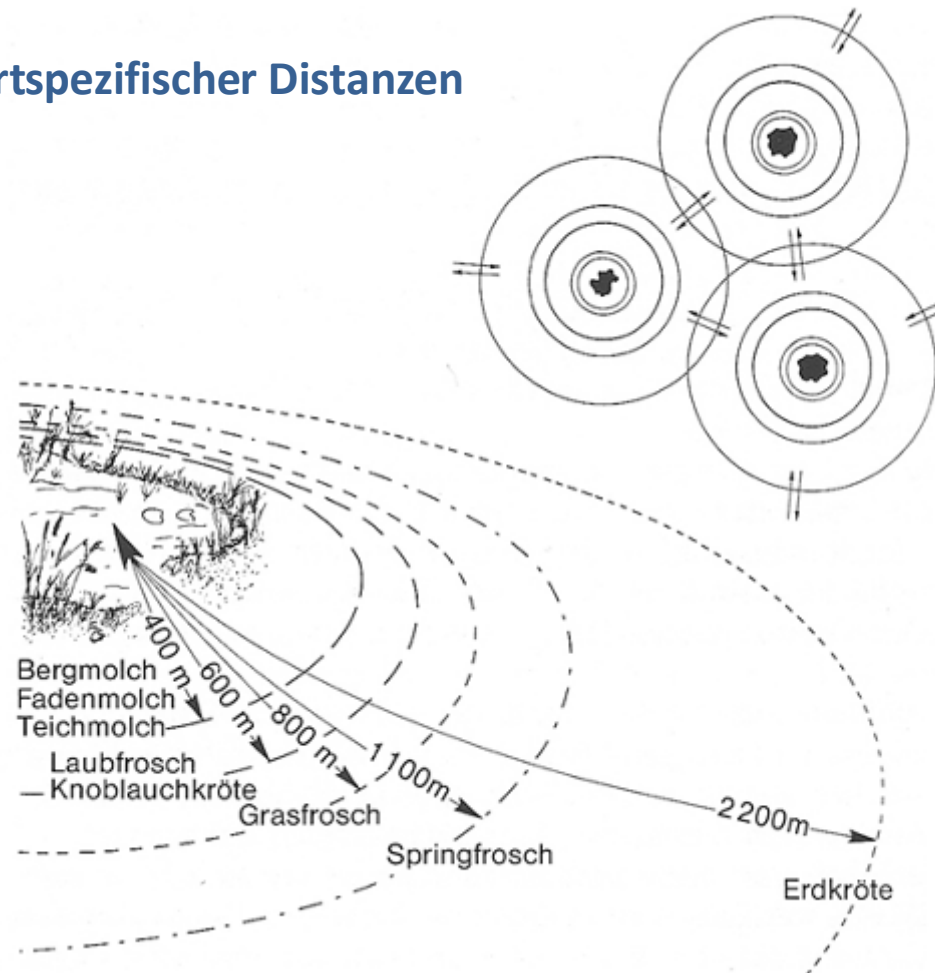 rtspezifischer Distanzen
400 m
600 m
800 m
1100m
2200m
Bergmolch
Fadenmolch
Teichmolch
Laubfrosch
Knoblauchkröte
Grasfrosch
Springfrosch
Erdkröte